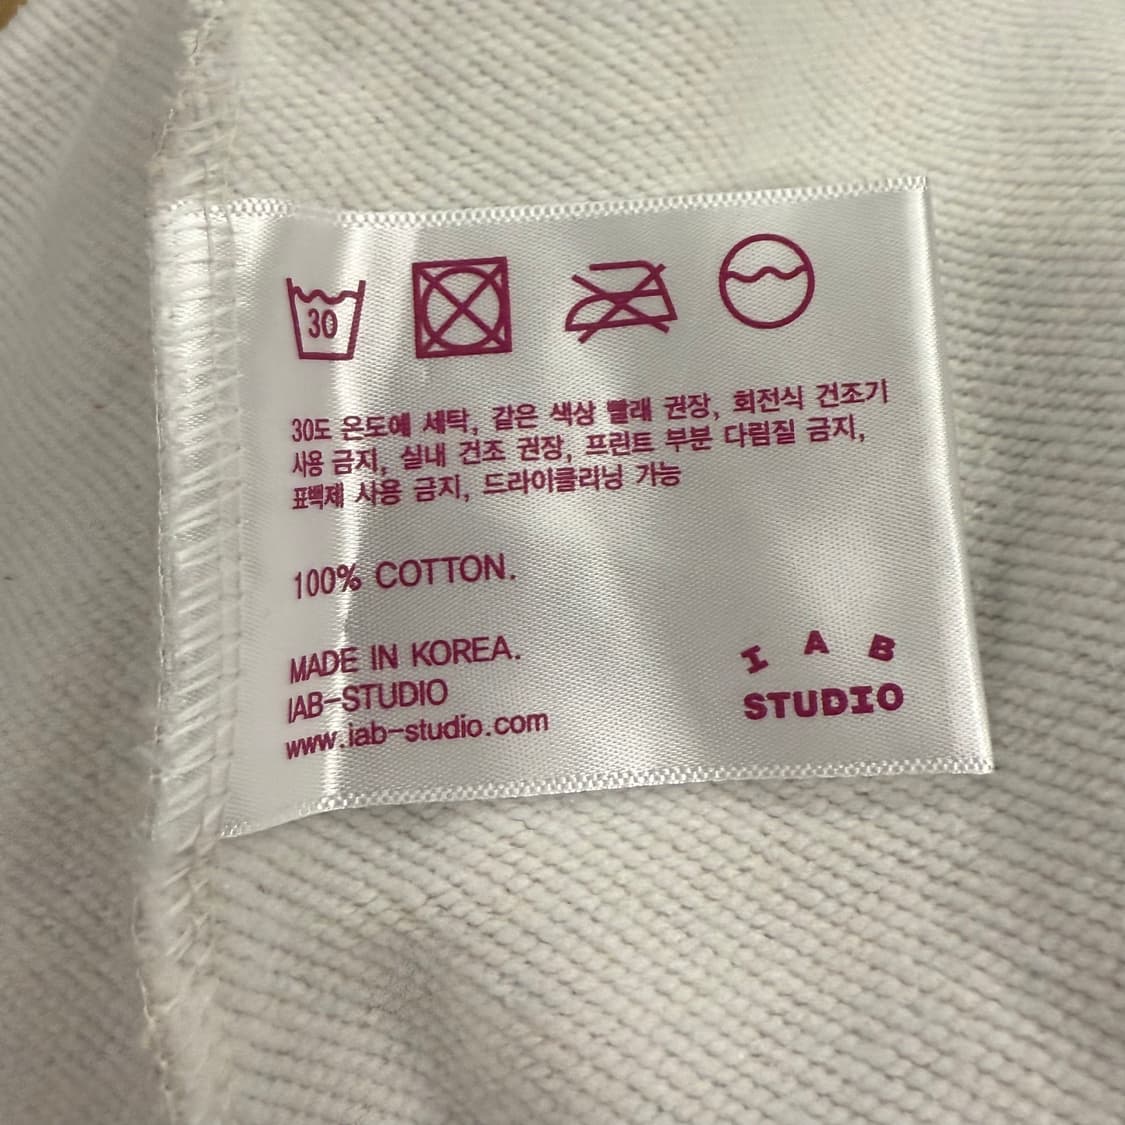 30
30도 온도에 세탁, 같은 색상 빨래 권장, 회전식 건조기
사용 금지, 실내 건조 권장, 프린트 부분 다림질 금지,
표백제 사용 금지, 드라이클리닝 가능
100% COTTON.
MADE IN KOREA.
IAB-STUDIO
www.iab-studio.com
I A B
STUDIO